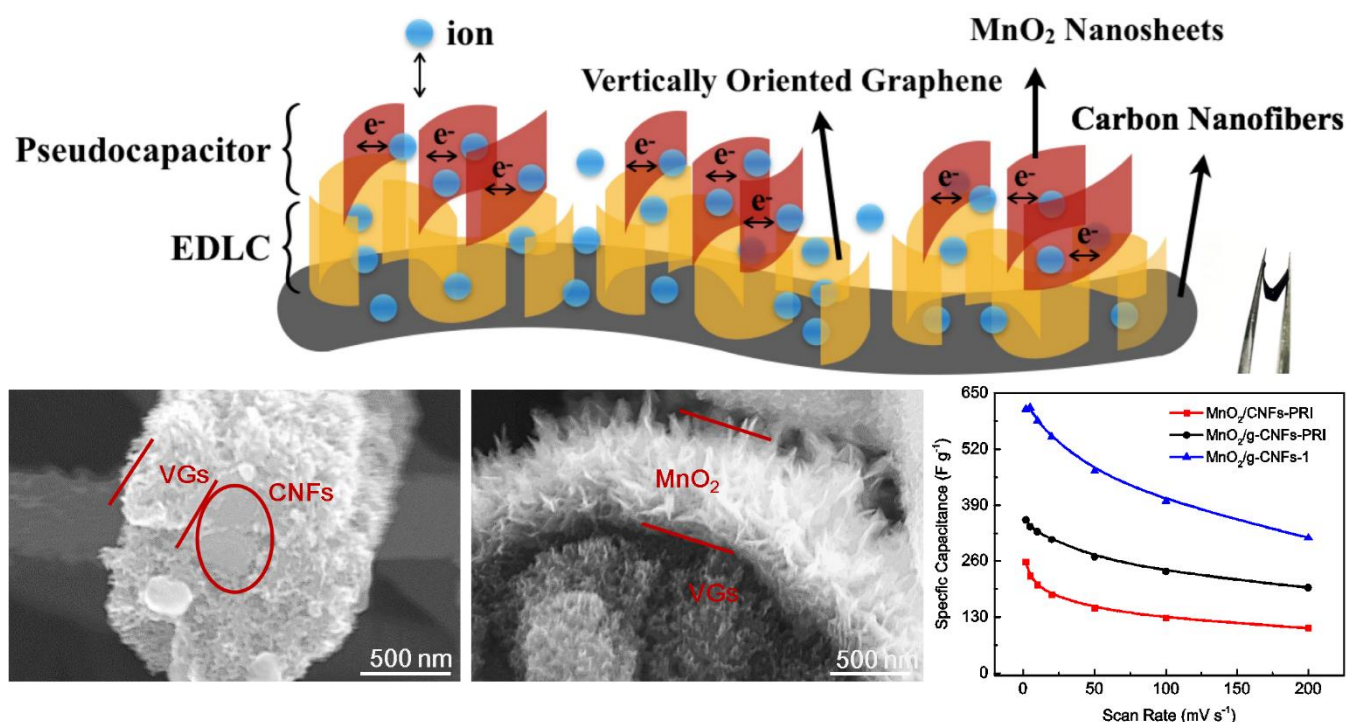 ion
MnO₂ Nanosheets
Vertically Oriented Graphene
Carbon Nanofibers
Pseudocapacitor
EDLC
e-
e-
e-
e-
e-
e-
e-
e-
e-
VGs
CNFs
500 nm
MnO₂
VGs
500 nm
650
520
390
260
130
0
Specfic Capacitance (F g⁻¹)
MnO₂/CNFs-PRI
MnO₂/g-CNFs-PRI
MnO₂/g-CNFs-1
0 50 100 150 200
Scan Rate (mV s⁻¹)